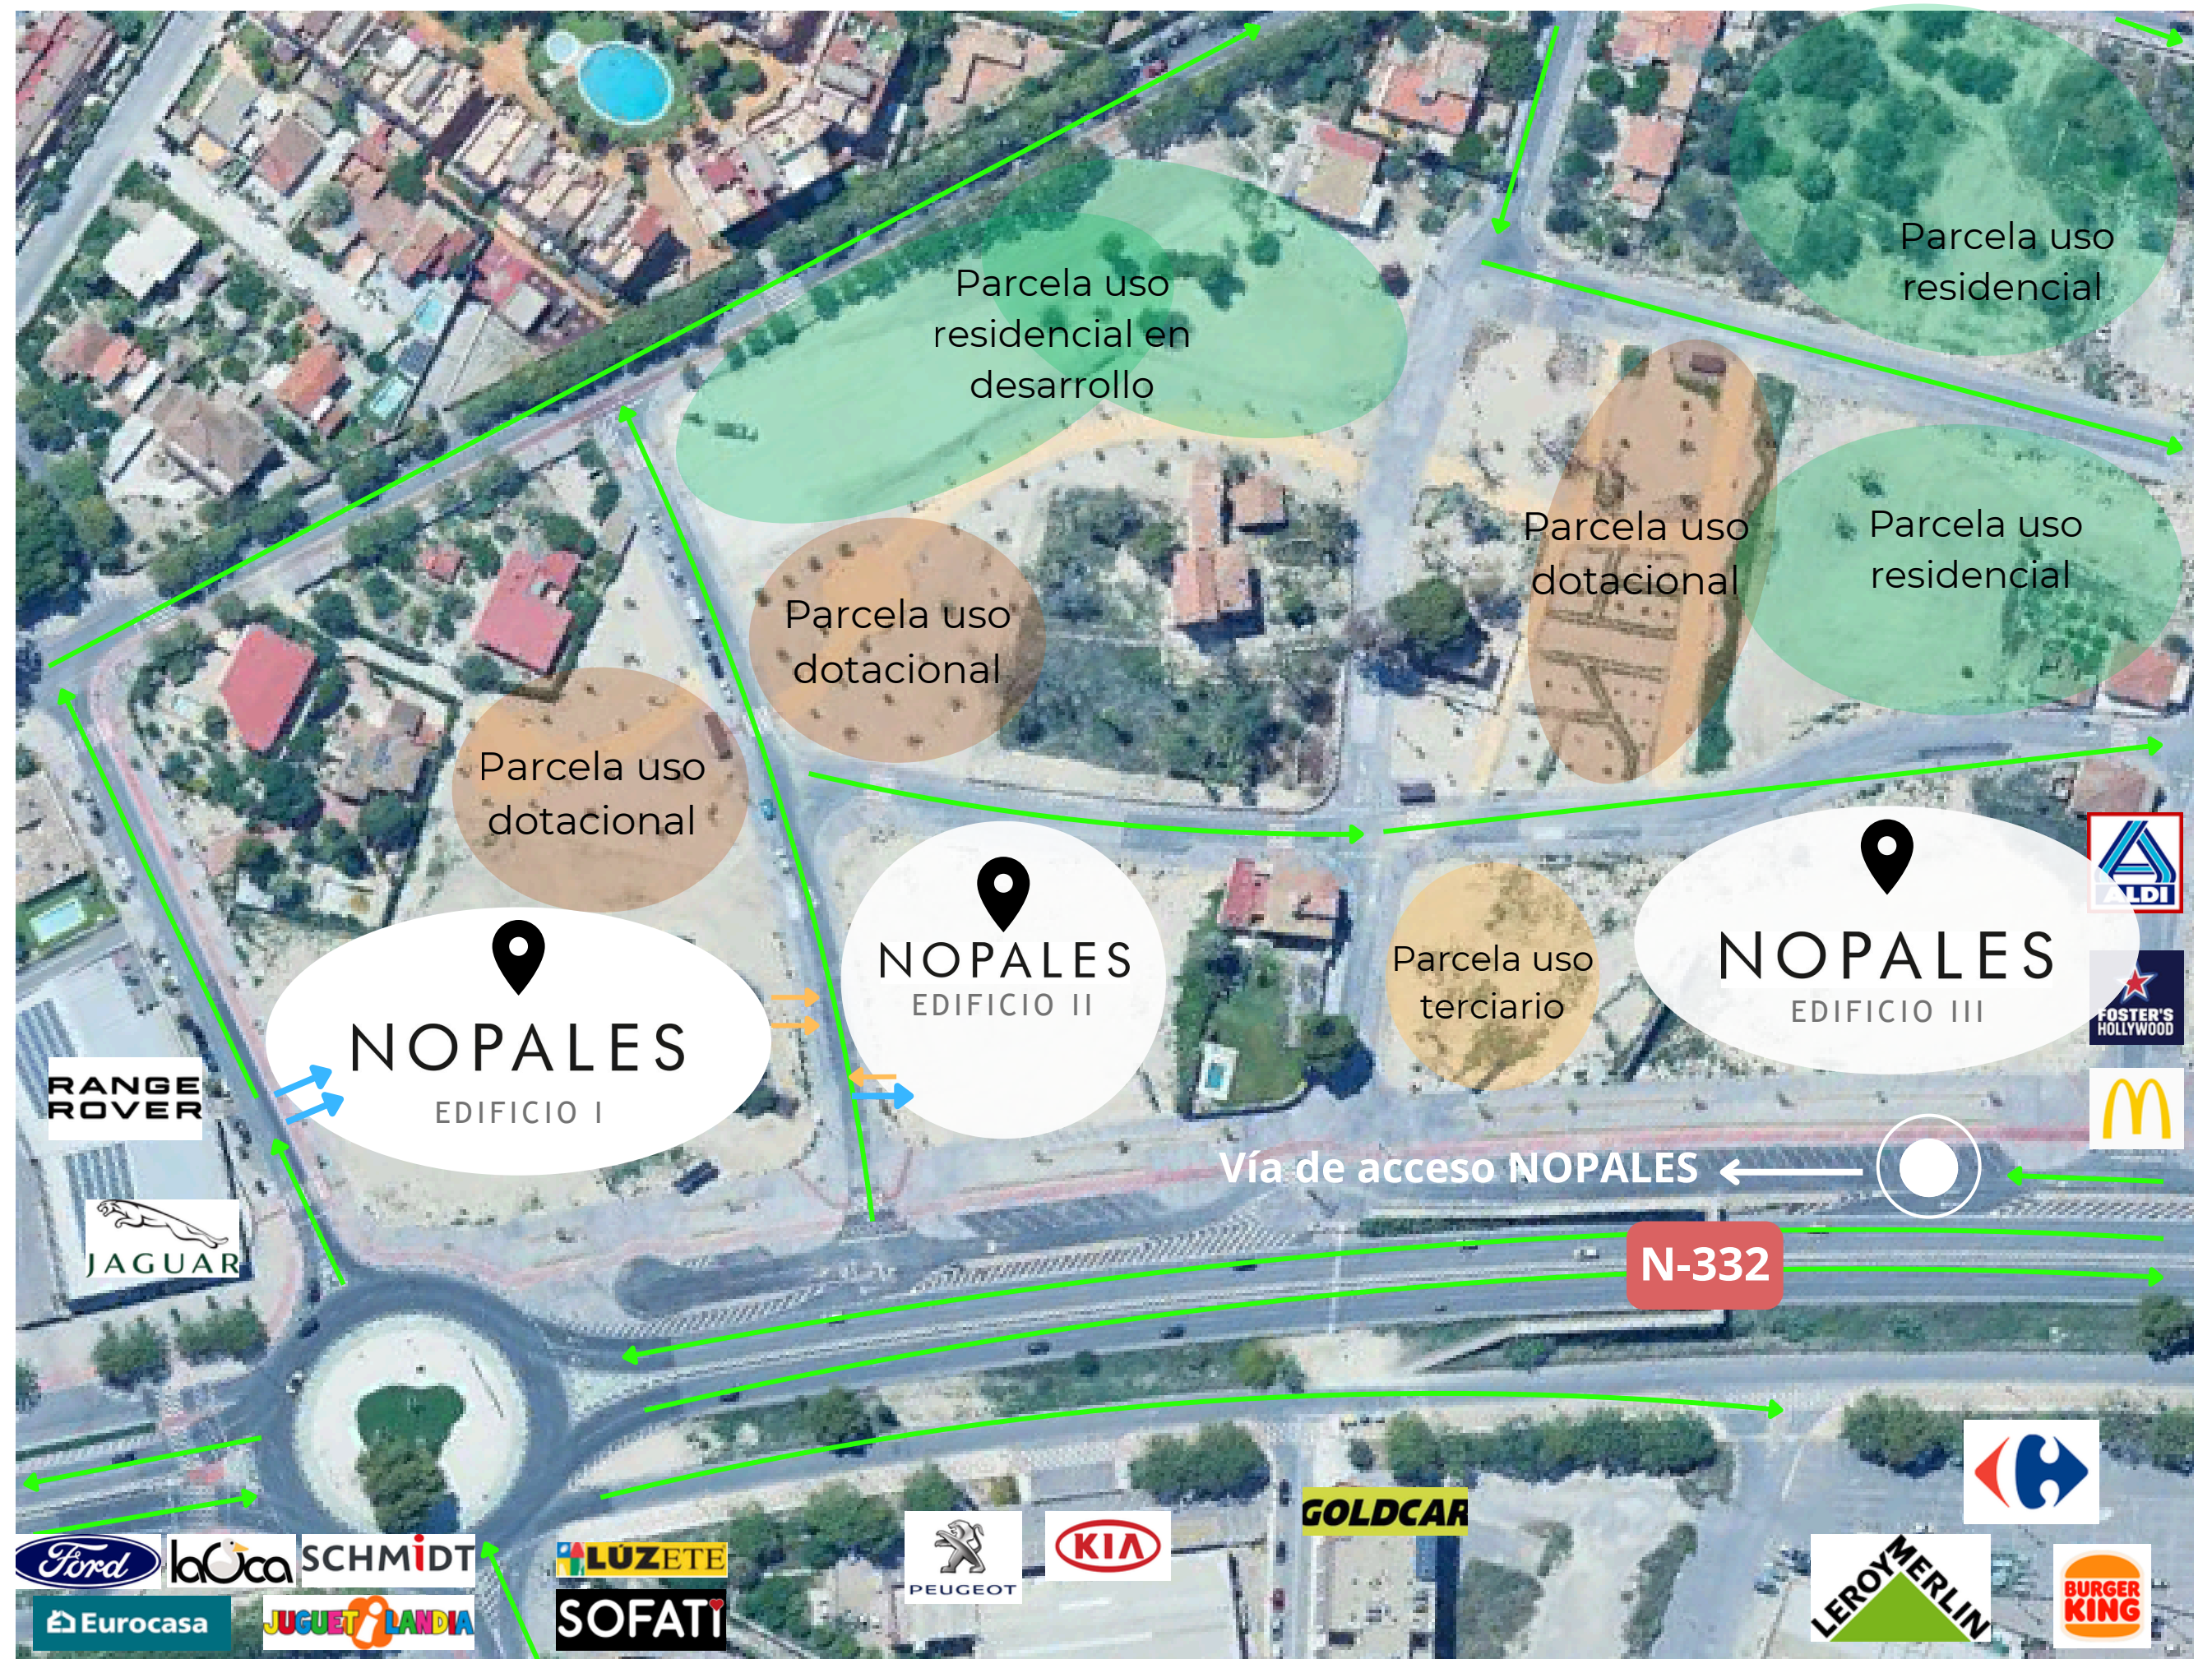 Parcela uso
residencial
Parcela uso
residencial en
desarrollo
Parcela uso
dotacional
Parcela uso
residencial
Parcela uso
dotacional
Parcela uso
dotacional
NOPALES
EDIFICIO I
NOPALES
EDIFICIO II
Parcela uso
terciario
NOPALES
EDIFICIO III
ALDI
FOSTER'S
HOLLYWOOD
RANGE
ROVER
JAGUAR
Vía de acceso NOPALES
N-332
Ford
laOca
SCHMiDT
Eurocasa
JUGUETiLANDIA
LÚZETE
SOFATi
PEUGEOT
KIA
GOLDCAR
LEROY MERLIN
BURGER
KING